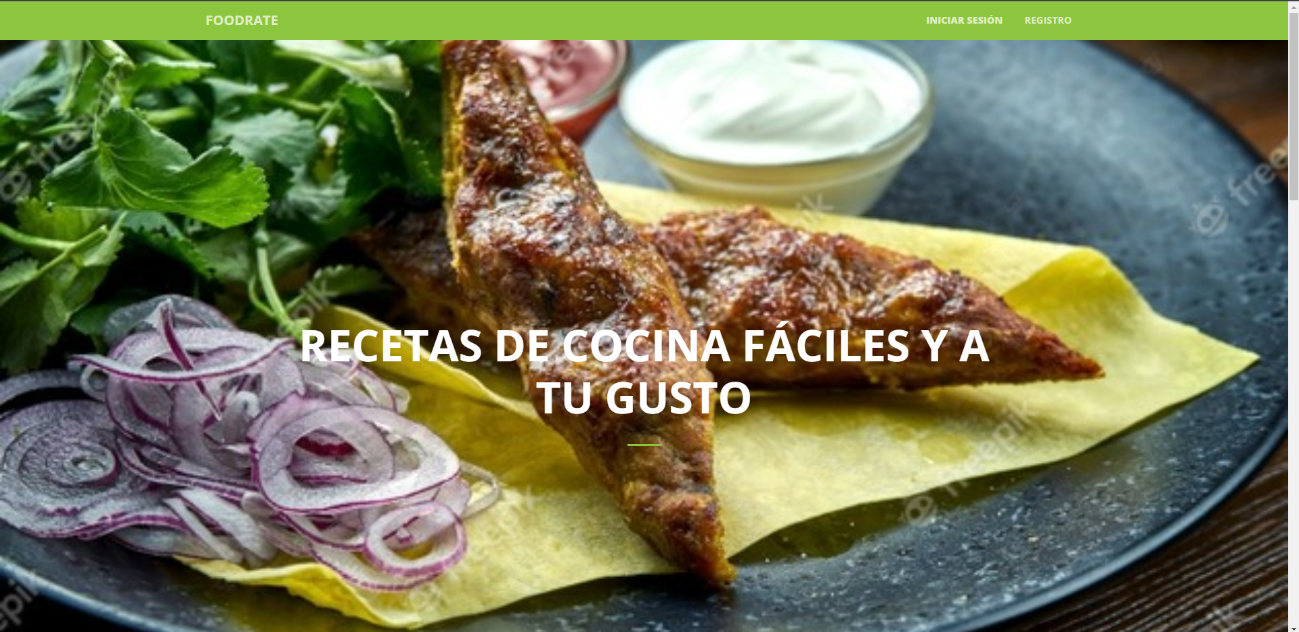 FOODRATE
INICIAR SESIÓN
REGISTRO
RECETAS DE COCINA FÁCILES Y A
TU GUSTO